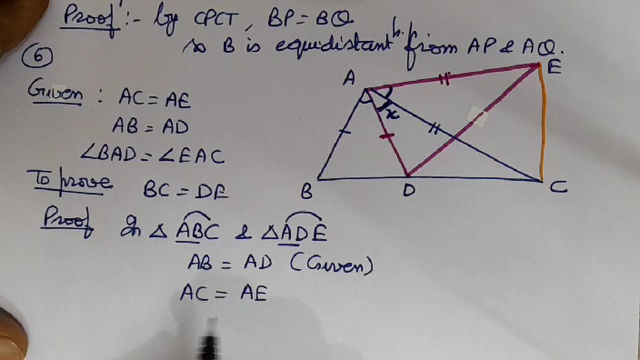 Proof :- by CPCT, BP = BQ
so B is equidistant from AP & AQ.
6
Given : AC = AE
AB = AD
∠BAD = ∠EAC
To prove BC = DE
Proof In △ ABC & △ADE
AB = AD (Given)
AC = AE
A
E
x
B
D
C